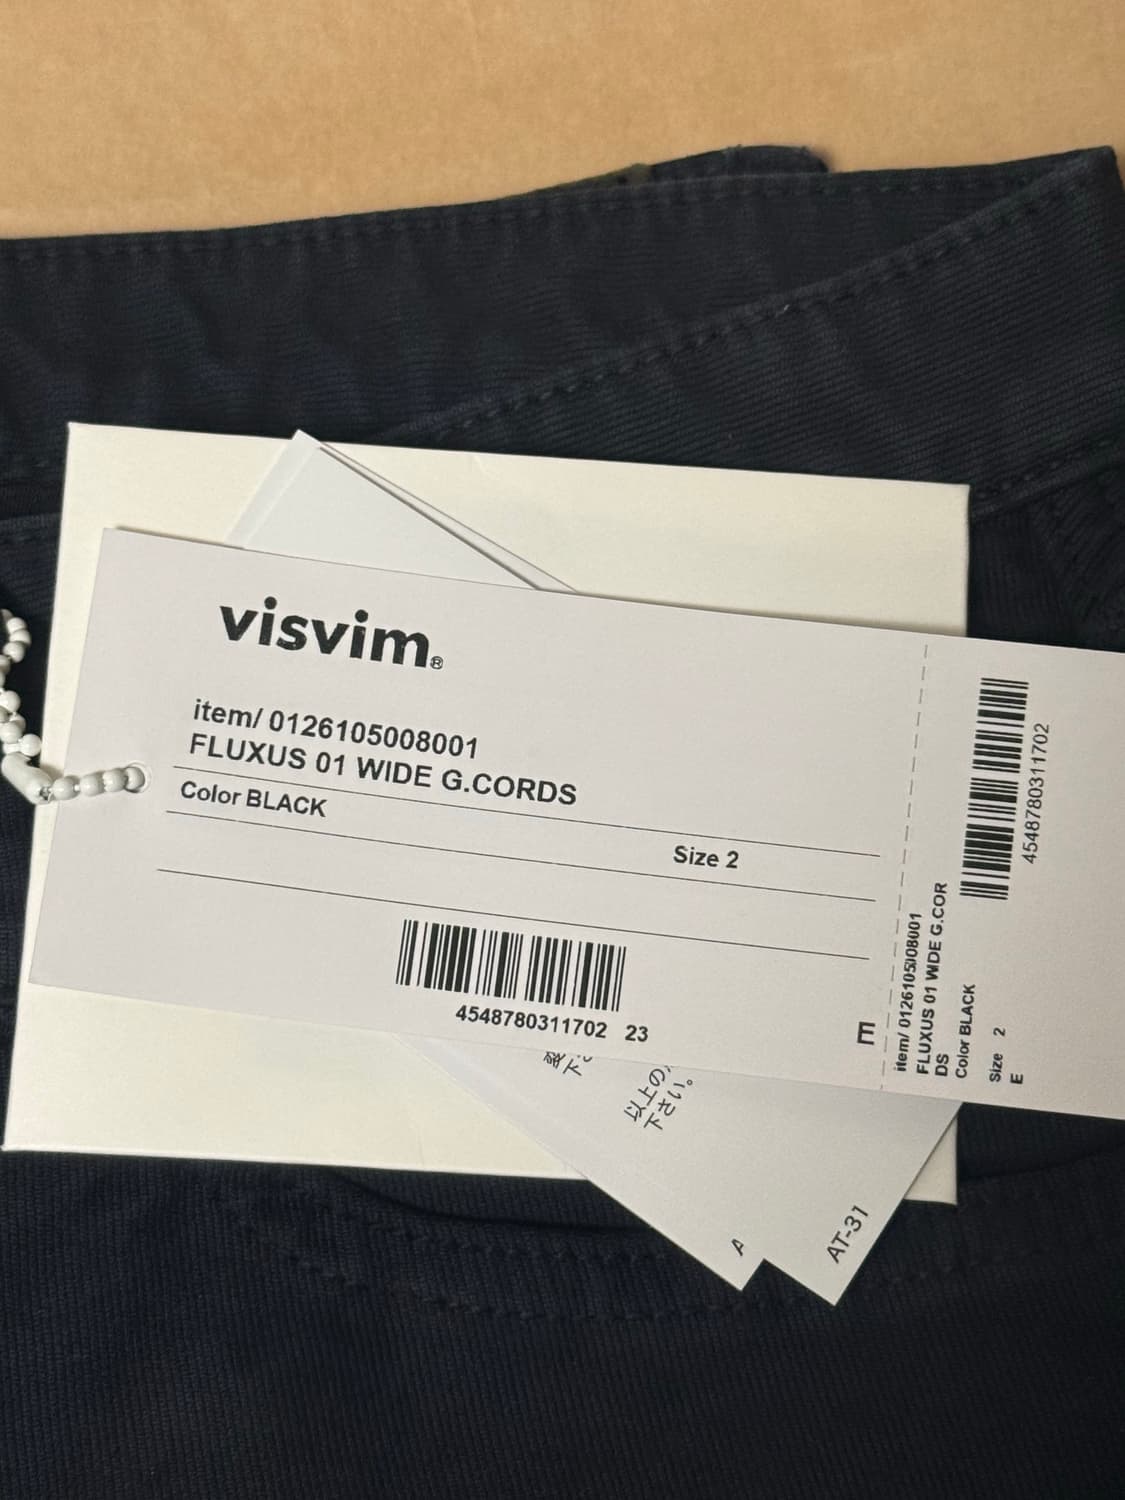 visvim®
item/ 0126105008001
FLUXUS 01 WIDE G.CORDS
Color BLACK
Size 2
4548780311702 23
E
item/ 0126105008001
FLUXUS 01 WIDE G.COR
DS
Color BLACK
Size 2
E
4548780311702
下
以上の
下さい。
A
AT-31